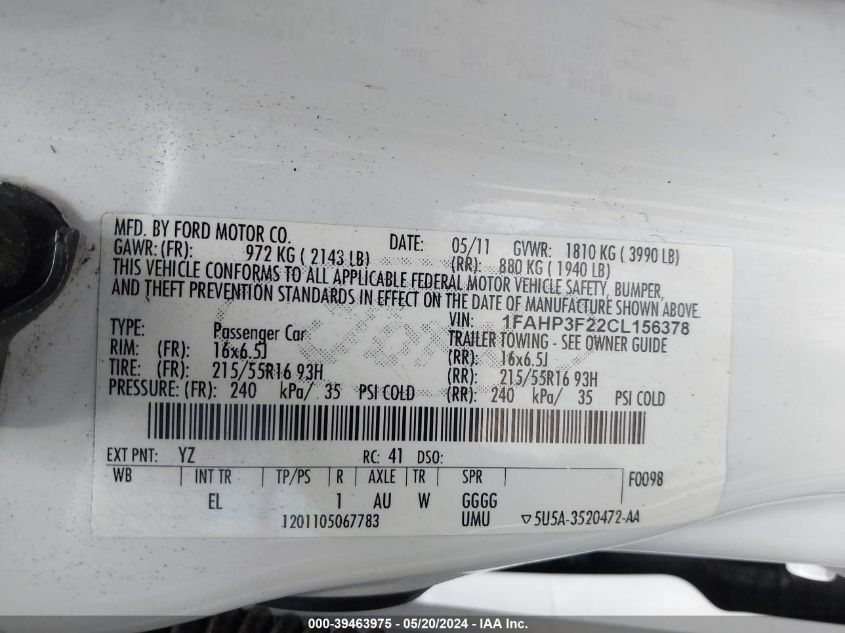 MFD. BY FORD MOTOR CO.
DATE: 05/11 GVWR: 1810 KG ( 3990 LB)
GAWR: (FR): 972 KG ( 2143 LB) (RR): 880 KG ( 1940 LB)
THIS VEHICLE CONFORMS TO ALL APPLICABLE FEDERAL MOTOR VEHICLE SAFETY, BUMPER,
AND THEFT PREVENTION STANDARDS IN EFFECT ON THE DATE OF MANUFACTURE SHOWN ABOVE.
VIN: 1FAHP3F22CL156378
TYPE: Passenger Car TRAILER TOWING - SEE OWNER GUIDE
RIM: (FR): 16x6.5J (RR): 16x6.5J
TIRE: (FR): 215/55R16 93H (RR): 215/55R16 93H
PRESSURE: (FR): 240 kPa/ 35 PSI COLD (RR): 240 kPa/ 35 PSI COLD
EXT PNT: YZ RC: 41 DSO:
WB INT TR TP/PS R AXLE TR SPR F0098
EL 1 AU W GGGG
1201105067783 UMU ▽5U5A-3520472-AA
000-39463975 - 05/20/2024 - IAA Inc.